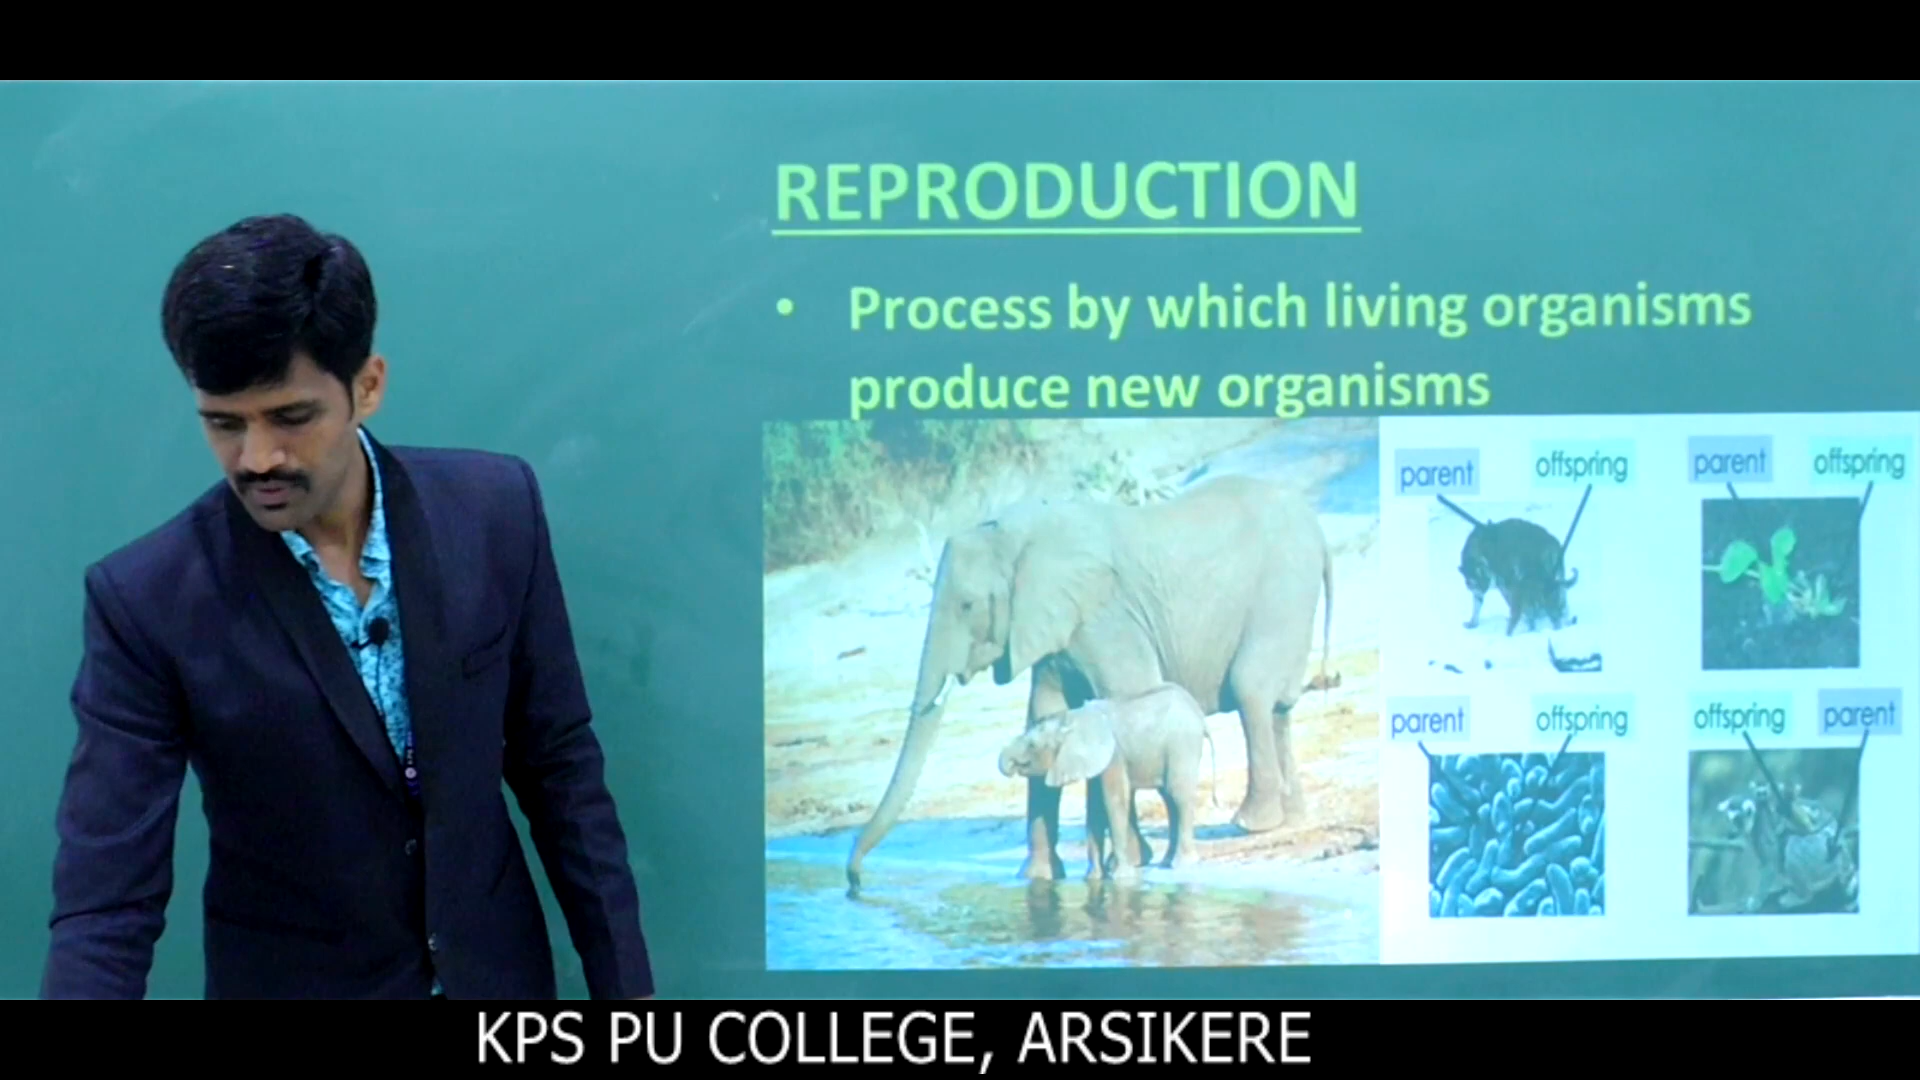 REPRODUCTION
• Process by which living organisms
produce new organisms
parent offspring parent offspring
parent offspring offspring parent
KPS PU COLLEGE, ARSIKERE